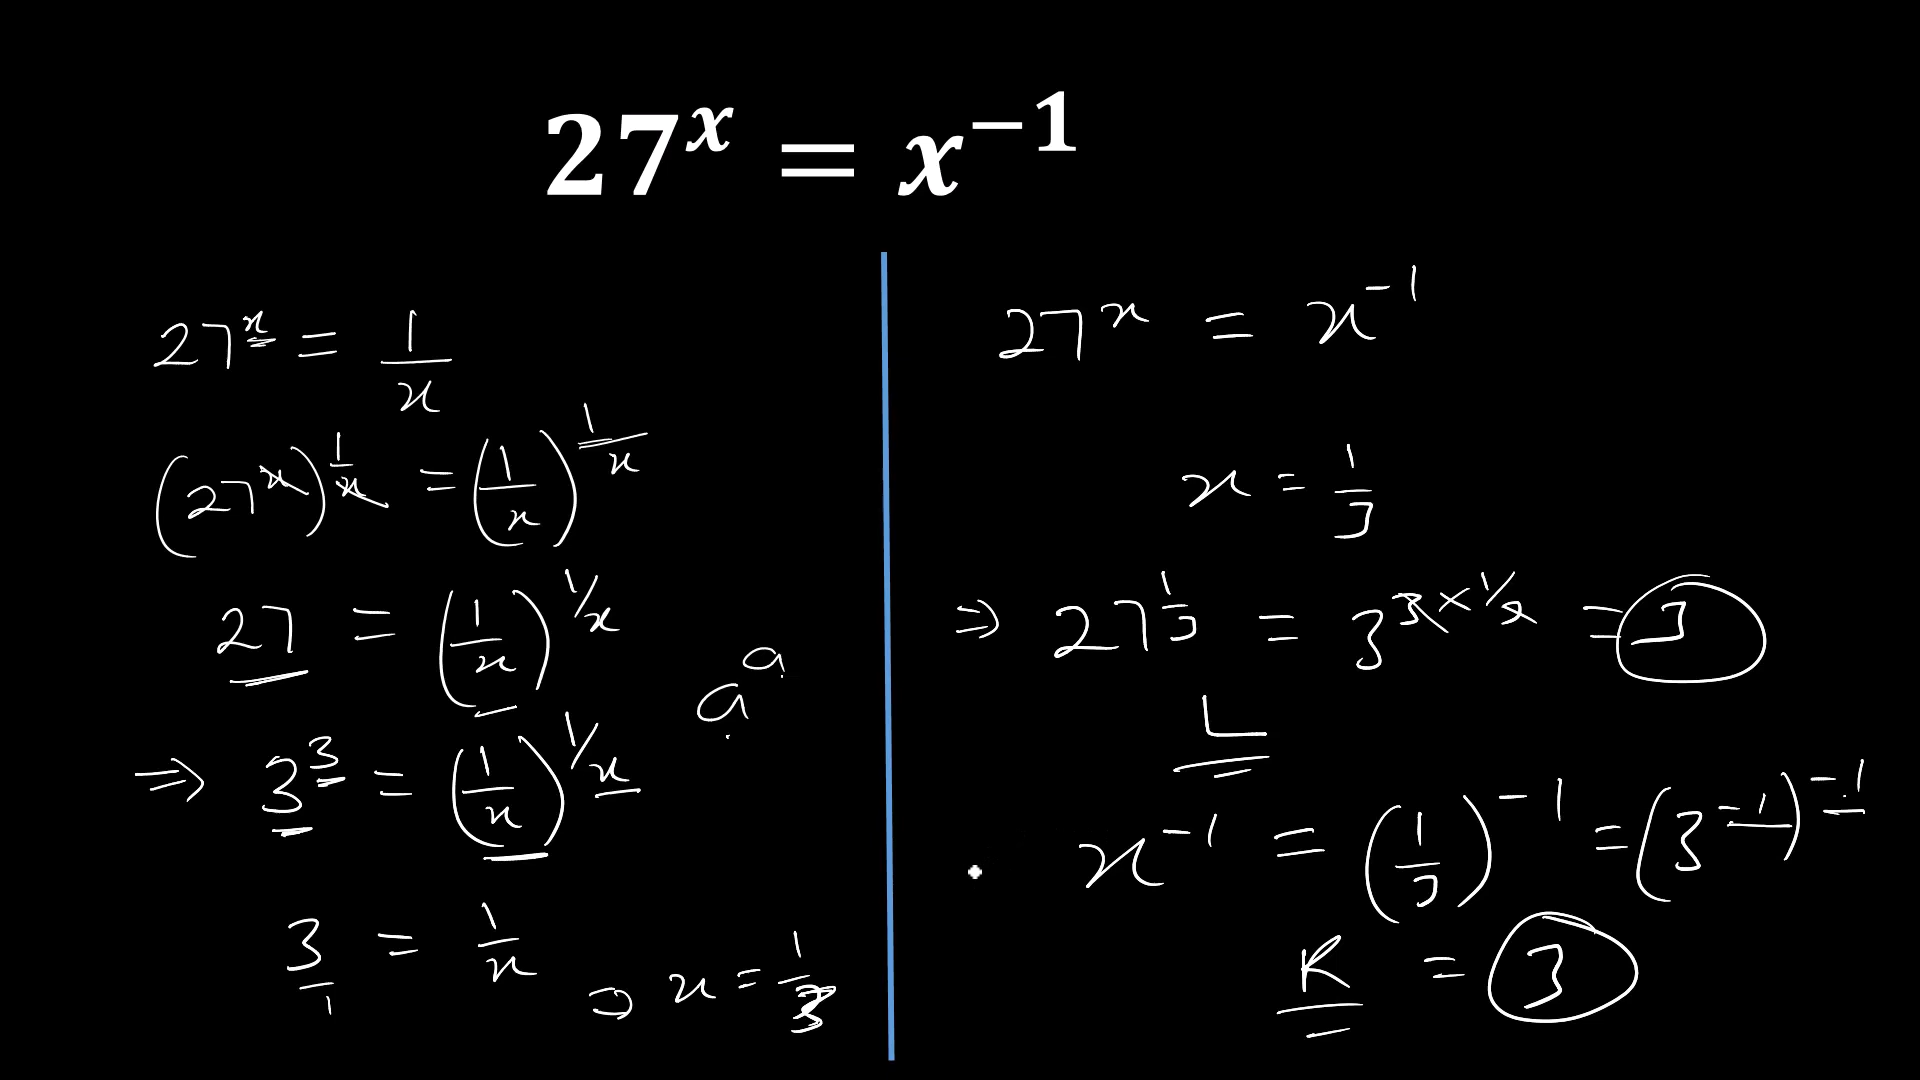 27^x = x^{-1}
27^x = 1/x
(27^x)^{1/x} = (1/x)^{1/x}
27 = (1/x)^{1/x}
a^a
⇒ 3^3 = (1/x)^{1/x}
3/1 = 1/x ⇒ x = 1/3
27^x = x^{-1}
x = 1/3
⇒ 27^{1/3} = 3^{3×1/3} = 3
L
x^{-1} = (1/3)^{-1} = (3^{-1})^{-1}
R = 3